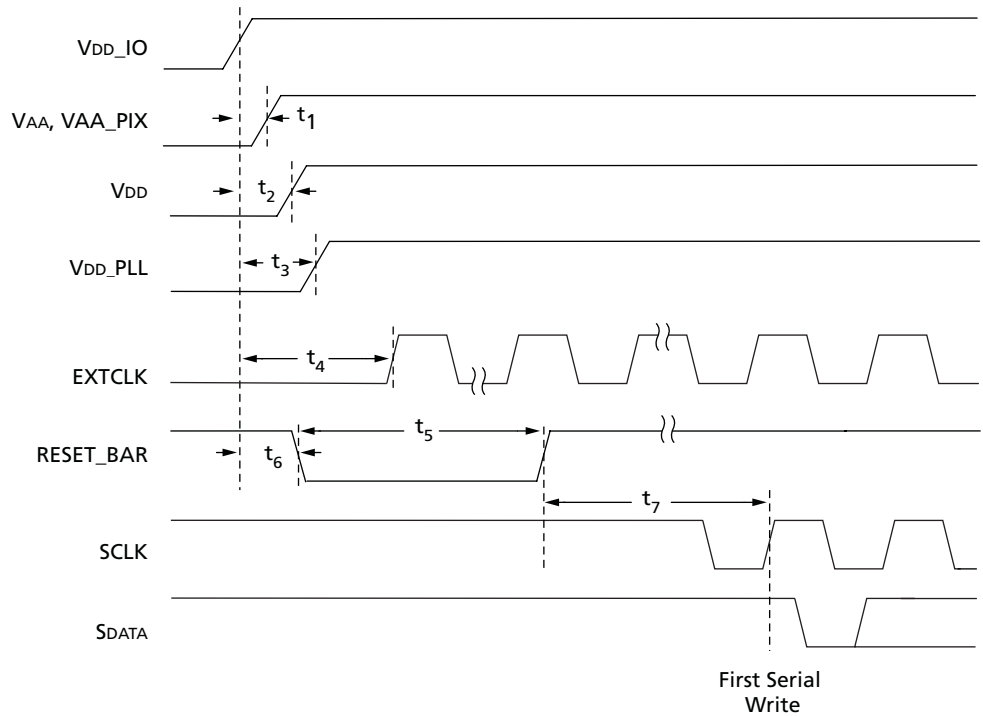 VDD_IO
VAA, VAA_PIX
t1
VDD
t2
VDD_PLL
t3
EXTCLK
t4
RESET_BAR
t5
t6
t7
SCLK
SDATA
First Serial
Write